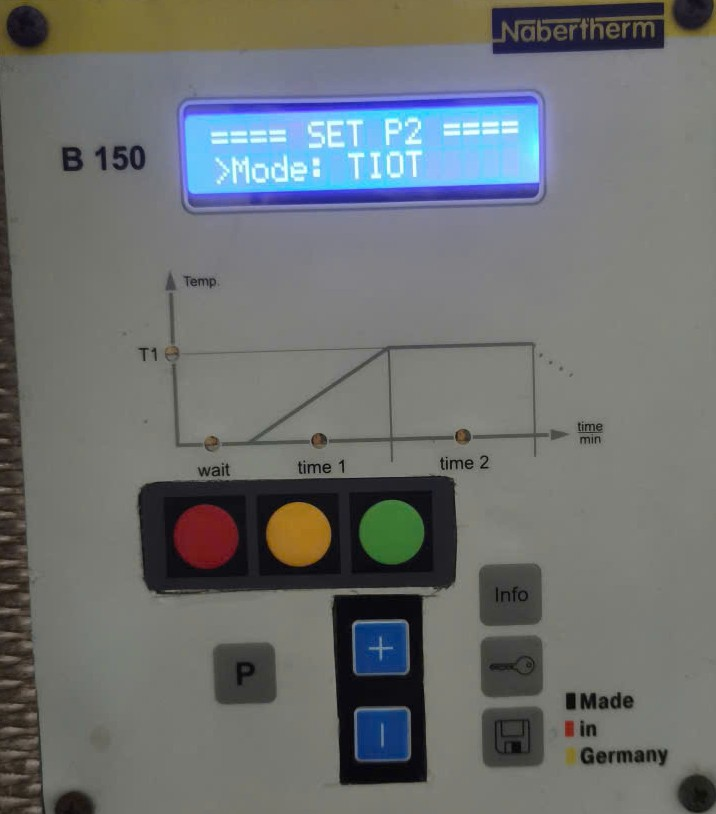 Nabertherm
B 150
==== SET P2 ====
>Mode: TIOT
Temp.
T1
time
min
wait
time 1
time 2
Info
P
+
Made
in
Germany